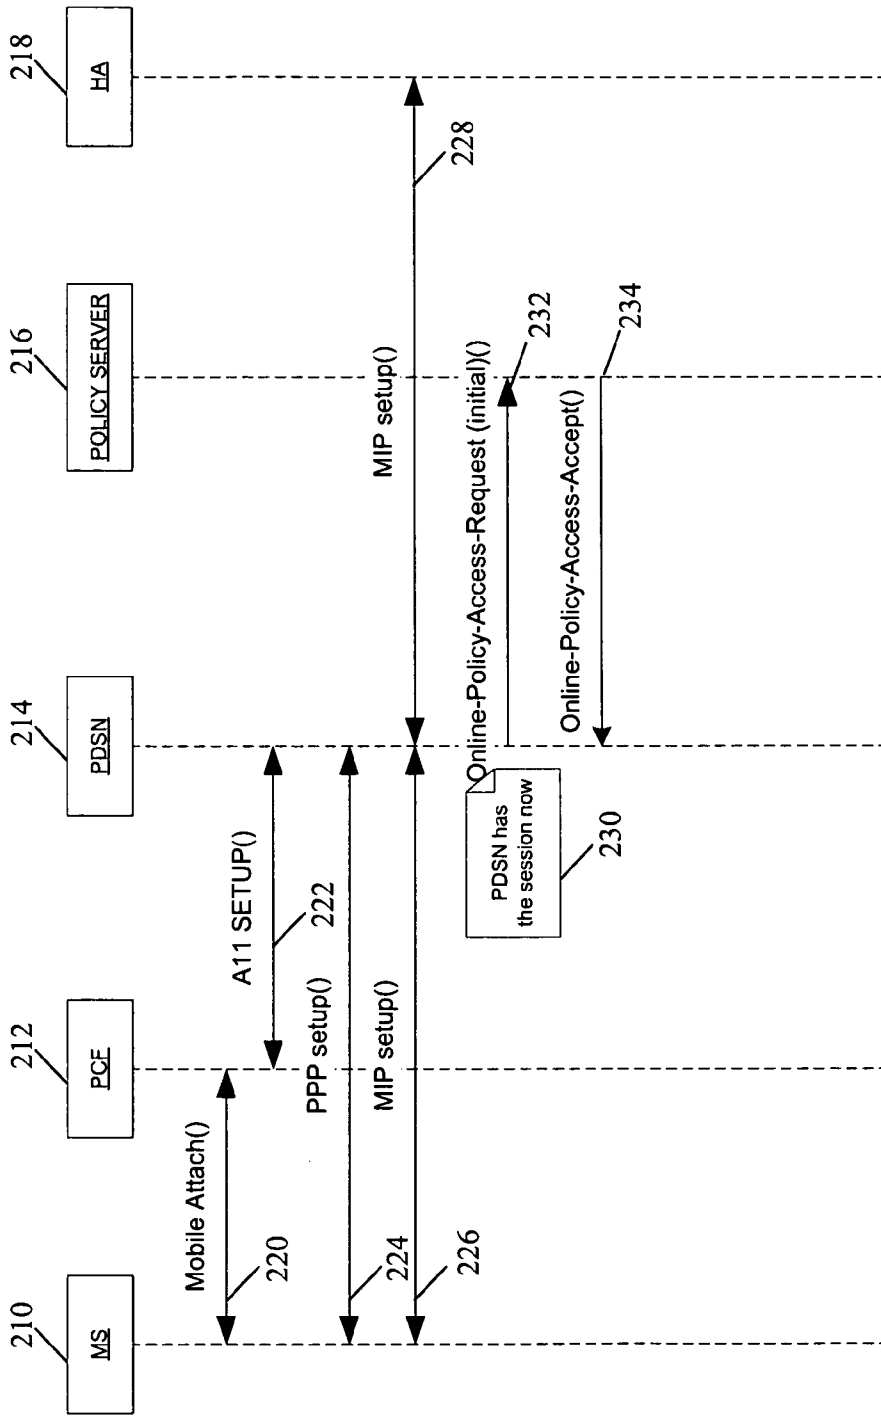 210
212
214
216
218
MS
PCF
PDSN
POLICY SERVER
HA
Mobile Attach()
220
A11 SETUP()
222
PPP setup()
224
MIP setup()
226
MIP setup()
228
PDSN has
the session now
230
Online-Policy-Access-Request (initial)()
232
Online-Policy-Access-Accept()
234